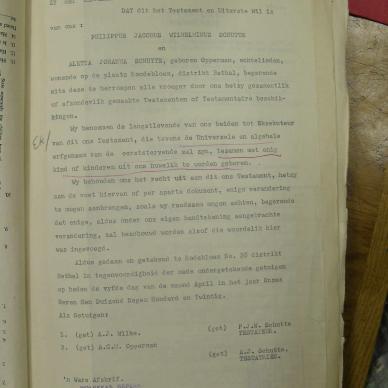 DAT dit het Testament en Uiterste Wil is
van ons :
PHILIPPUS JACOBUS WILHELMINUS SCHUTTE
en
ALETTA JOHANNA SCHUTTE, geboren Opperman, echtelieden,
wonende op de plaats Roodebloem, distrikt Bethal, begerende
mits deze te herroepen alle vroeger door ons hetzy gezamentlik
of afzonderlik gemaakte Testamenten of Testamentaire beschik-
kingen.
Wy benoemen de langstlevende van ons beiden tot Eksekuteur
van dit ons Testament, die tevens de Universele en algehele
erfgenaam van de eerststervende zal zyn, tezamen met enig
kind of kinderen uit ons huwelik te worden geboren.
Wy behouden ons het recht uit aan dit ons Testament, hetzy
aan de voet hiervan of per aparte dokument, enige verandering
te mogen aanbrengen, zoals wy raadzaam mogen achten, begerende
dat enige, aldus onder ons eigen handtekening aangebrachte
verandering, zal beschouwd worden alsof die woordelik hier
was ingevoegd.
Aldus gedaan en getekend te Roodebloem No. 20 distrikt
Bethal in tegenwoordigheid der mede ondergetekende getuigen
op heden de vyfde dag van de maand April in het jaar Onzes
Heren Een Duizend Negen Honderd en Twintig.
Als Getuigen:
1. (get) A.J. Wilke. (get) P.J.W. Schutte
TESTATEUR.
2. (get) A.C.J. Opperman
(get) A.J. Schutte.
TESTATRIES.
'n Ware Afskrif.